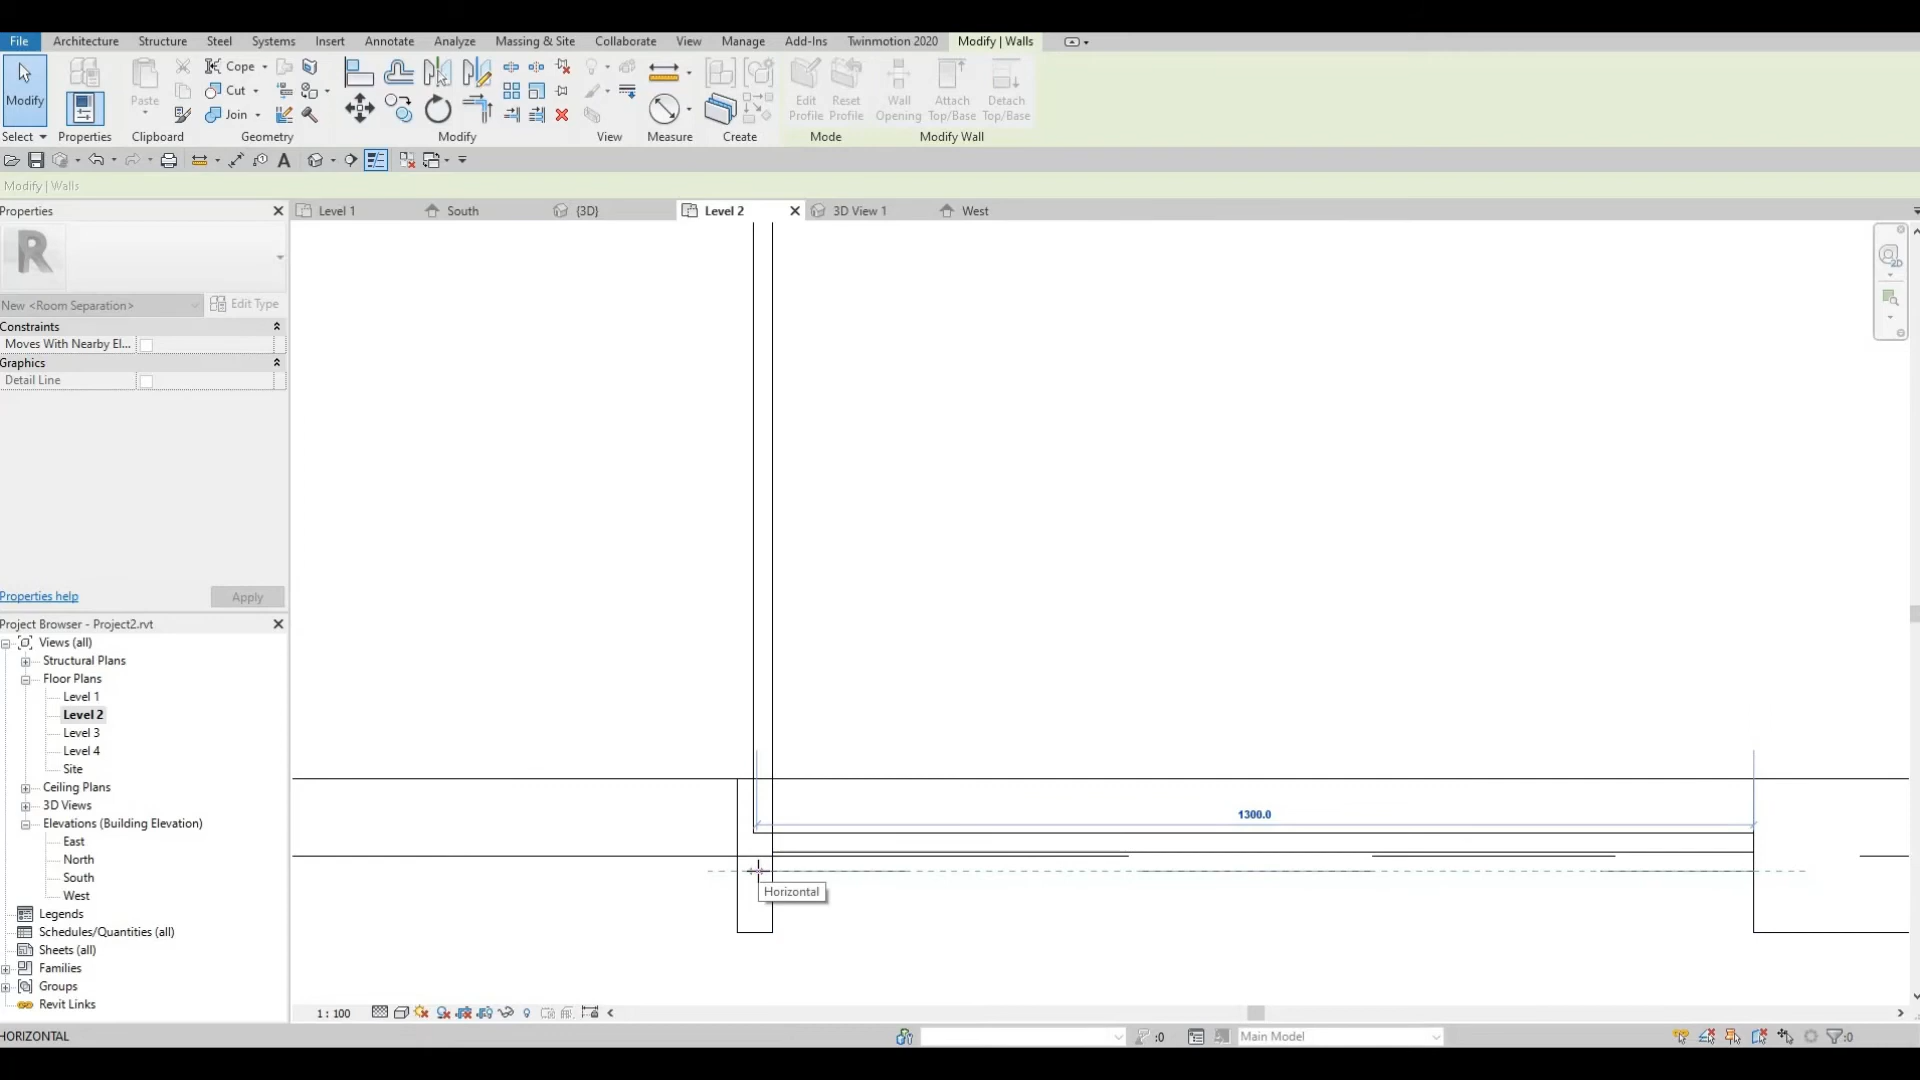 File Architecture Structure Steel Systems Insert Annotate Analyze Massing & Site Collaborate View Manage Add-Ins Twinmotion 2020 Modify | Walls
Modify
Paste
Cope
Cut
Join
Edit Profile
Reset Profile
Wall Opening
Attach Top/Base
Detach Top/Base
Select Properties Clipboard Geometry Modify View Measure Create Mode Modify Wall
A
Modify | Walls
Properties
Level 1 South {3D} Level 2 3D View 1 West
R
2D
New <Room Separation> Edit Type
Constraints
Moves With Nearby El...
Graphics
Detail Line
Properties help Apply
Project Browser - Project2.rvt
Views (all)
Structural Plans
Floor Plans
Level 1
Level 2
Level 3
Level 4
Site
Ceiling Plans
3D Views
Elevations (Building Elevation)
East
North
South
West
Legends
Schedules/Quantities (all)
Sheets (all)
Families
Groups
Revit Links
1300.0
Horizontal
1 : 100
HORIZONTAL :0 Main Model :0